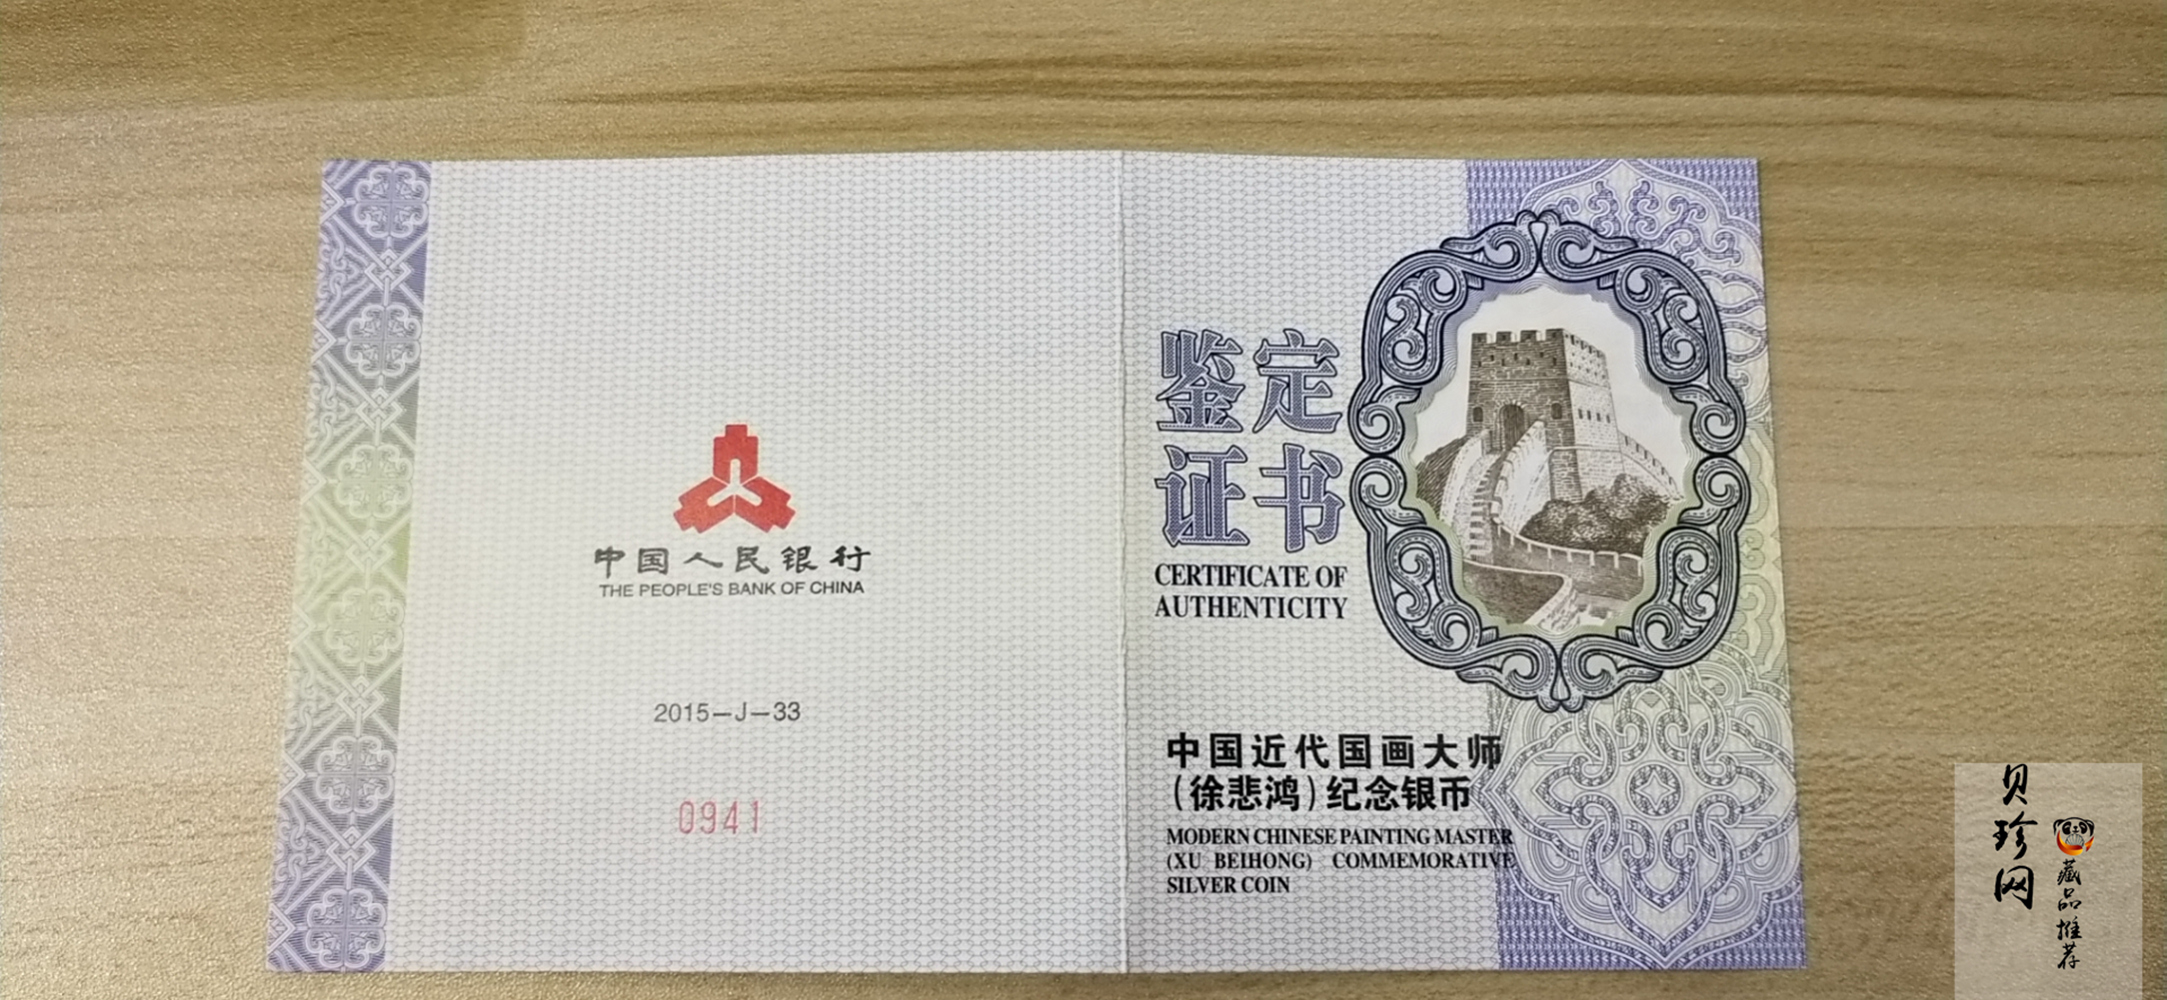 中国人民银行
THE PEOPLE'S BANK OF CHINA
2015-J-33
0941
鉴定
证书
CERTIFICATE OF
AUTHENTICITY
中国近代国画大师
(徐悲鸿)纪念银币
MODERN CHINESE PAINTING MASTER
(XU BEIHONG) COMMEMORATIVE
SILVER COIN
贝珍网
藏品推荐